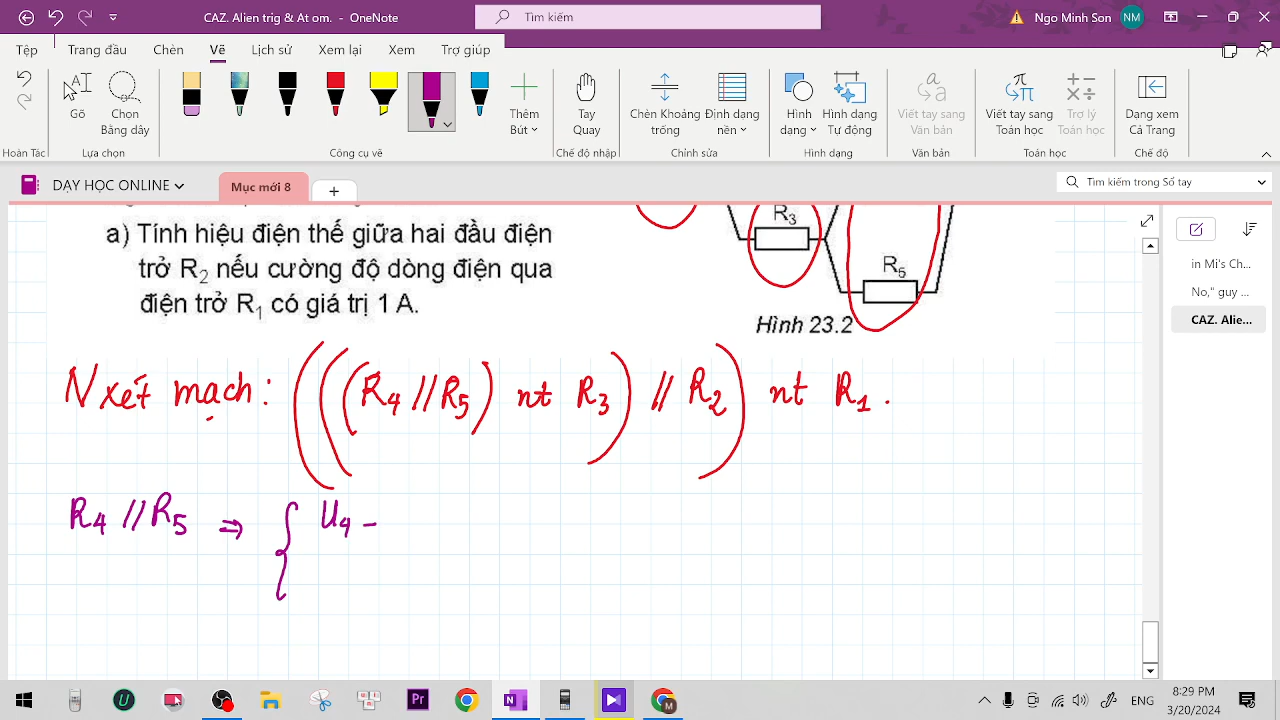 CAZ. Alien - OneNote
Tìm kiếm
Ngo Minh Son
NM
Tệp Trang đầu Chèn Vẽ Lịch sử Xem lại Xem Trợ giúp
Gõ
Chọn Bằng dây
Thêm Bút
Tay Quay
Chèn Khoảng trống
Định dạng nền
Hình dạng
Hình dạng Tự động
Viết tay sang Văn bản
Viết tay sang Toán học
Trợ lý Toán học
Dạng xem Cả Trang
Hoàn Tác Lựa chọn Công cụ vẽ Chế độ nhập Chỉnh sửa Hình dạng Văn bản Toán học Chế độ
DẠY HỌC ONLINE Mục mới 8 + Tìm kiếm trong Số tay
a) Tính hiệu điện thế giữa hai đầu điện
trở R₂ nếu cường độ dòng điện qua
điện trở R₁ có giá trị 1 A.
R₃
R₅
Hình 23.2
in Mi's Ch...
No," guy ...
CAZ. Alie...
N xét mạch: (((R₄ // R₅) nt R₃) // R₂) nt R₁.
R₄ // R₅ ⇒ { U₄ -
Pr
M
ENG
8:29 PM
3/20/2024